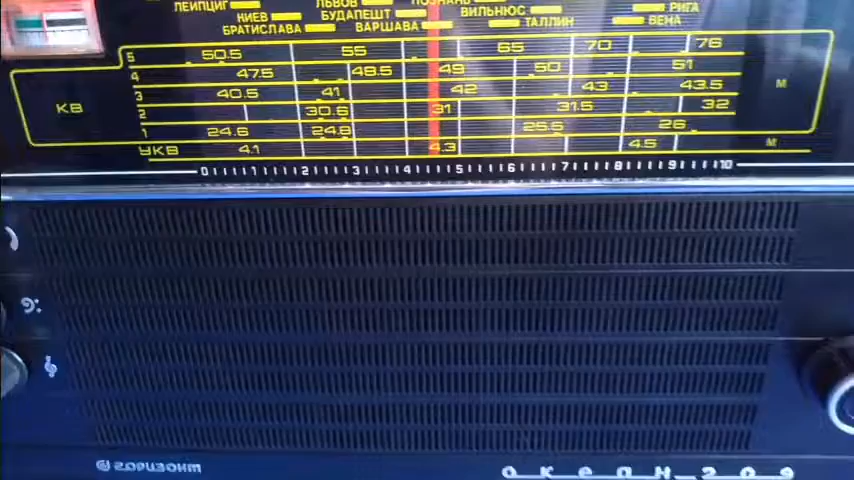 ЛЕЙПЦИГ ЛЬВОВ ПОЗНАНЬ РИГА
КИЕВ БУДАПЕШТ ВИЛЬНЮС ВЕНА
БРАТИСЛАВА ВАРШАВА ТАЛЛИН
5 50.5 55 65 70 76
4 47.5 48.5 49 50 51
КВ М
3 40.5 41 42 43 43.5
2 30.6 31 31.5 32
1 24.6 24.8 25.5 26
УКВ 4.1 4.3 4.5 М
0 1 2 3 4 5 6 7 8 9 10
ГОРИЗОНТ
океан-209